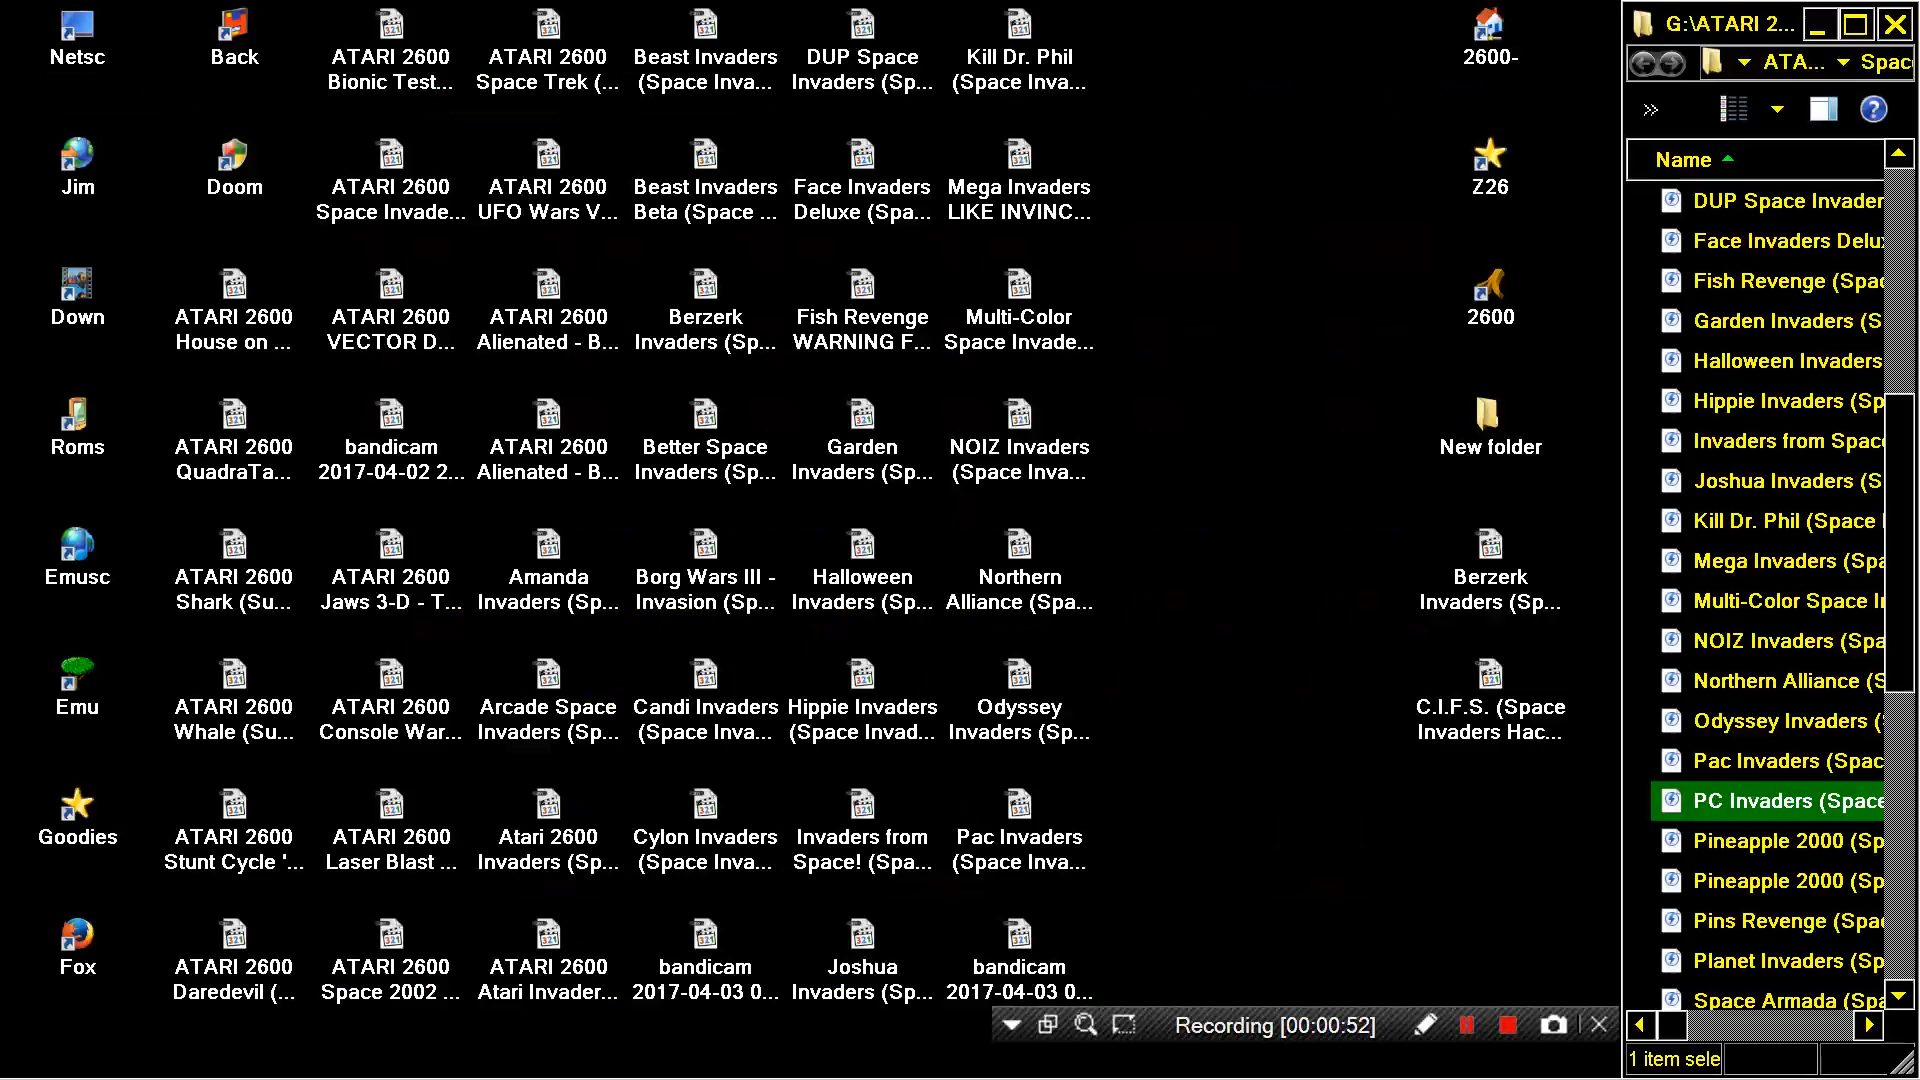 Netsc
Back
ATARI 2600
Bionic Test...
ATARI 2600
Space Trek (...
Beast Invaders
(Space Inva...
DUP Space
Invaders (Sp...
Kill Dr. Phil
(Space Inva...
2600-
Jim
Doom
ATARI 2600
Space Invade...
ATARI 2600
UFO Wars V...
Beast Invaders
Beta (Space ...
Face Invaders
Deluxe (Spa...
Mega Invaders
LIKE INVINC...
Z26
Down
ATARI 2600
House on ...
ATARI 2600
VECTOR D...
ATARI 2600
Alienated - B...
Berzerk
Invaders (Sp...
Fish Revenge
WARNING F...
Multi-Color
Space Invade...
2600
Roms
ATARI 2600
QuadraTa...
bandicam
2017-04-02 2...
ATARI 2600
Alienated - B...
Better Space
Invaders (Sp...
Garden
Invaders (Sp...
NOIZ Invaders
(Space Inva...
New folder
Emusc
ATARI 2600
Shark (Su...
ATARI 2600
Jaws 3-D - T...
Amanda
Invaders (Sp...
Borg Wars III -
Invasion (Sp...
Halloween
Invaders (Sp...
Northern
Alliance (Spa...
Berzerk
Invaders (Sp...
Emu
ATARI 2600
Whale (Su...
ATARI 2600
Console War...
Arcade Space
Invaders (Sp...
Candi Invaders
(Space Inva...
Hippie Invaders
(Space Invad...
Odyssey
Invaders (Sp...
C.I.F.S. (Space
Invaders Hac...
Goodies
ATARI 2600
Stunt Cycle '...
ATARI 2600
Laser Blast ...
Atari 2600
Invaders (Sp...
Cylon Invaders
(Space Inva...
Invaders from
Space! (Spa...
Pac Invaders
(Space Inva...
Fox
ATARI 2600
Daredevil (...
ATARI 2600
Space 2002 ...
ATARI 2600
Atari Invader...
bandicam
2017-04-03 0...
Joshua
Invaders (Sp...
bandicam
2017-04-03 0...
Recording [00:00:52]
G:\ATARI 2...
ATA... Spac
»
Name
DUP Space Invader
Face Invaders Delu
Fish Revenge (Spac
Garden Invaders (S
Halloween Invaders
Hippie Invaders (Sp
Invaders from Spac
Joshua Invaders (S
Kill Dr. Phil (Space
Mega Invaders (Spa
Multi-Color Space I
NOIZ Invaders (Spa
Northern Alliance (S
Odyssey Invaders (
Pac Invaders (Spac
PC Invaders (Space
Pineapple 2000 (Sp
Pineapple 2000 (Sp
Pins Revenge (Spa
Planet Invaders (Sp
Space Armada (Spa
1 item sele